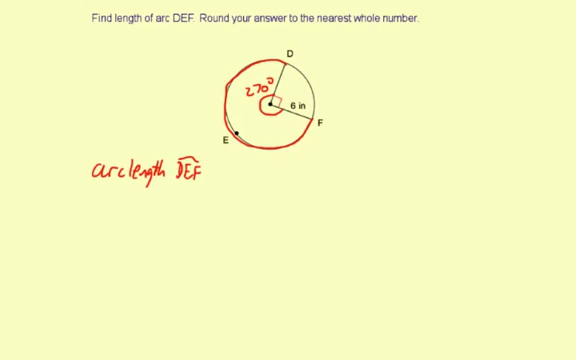 Find length of arc DEF. Round your answer to the nearest whole number.
D
270°
6 in
F
E
arc length DEF